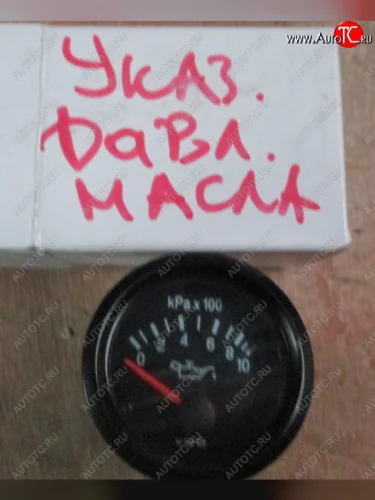 www.AutoTC.ru
Указ.
Давл.
масла
kPa x 100
0 2 4 6 8 10